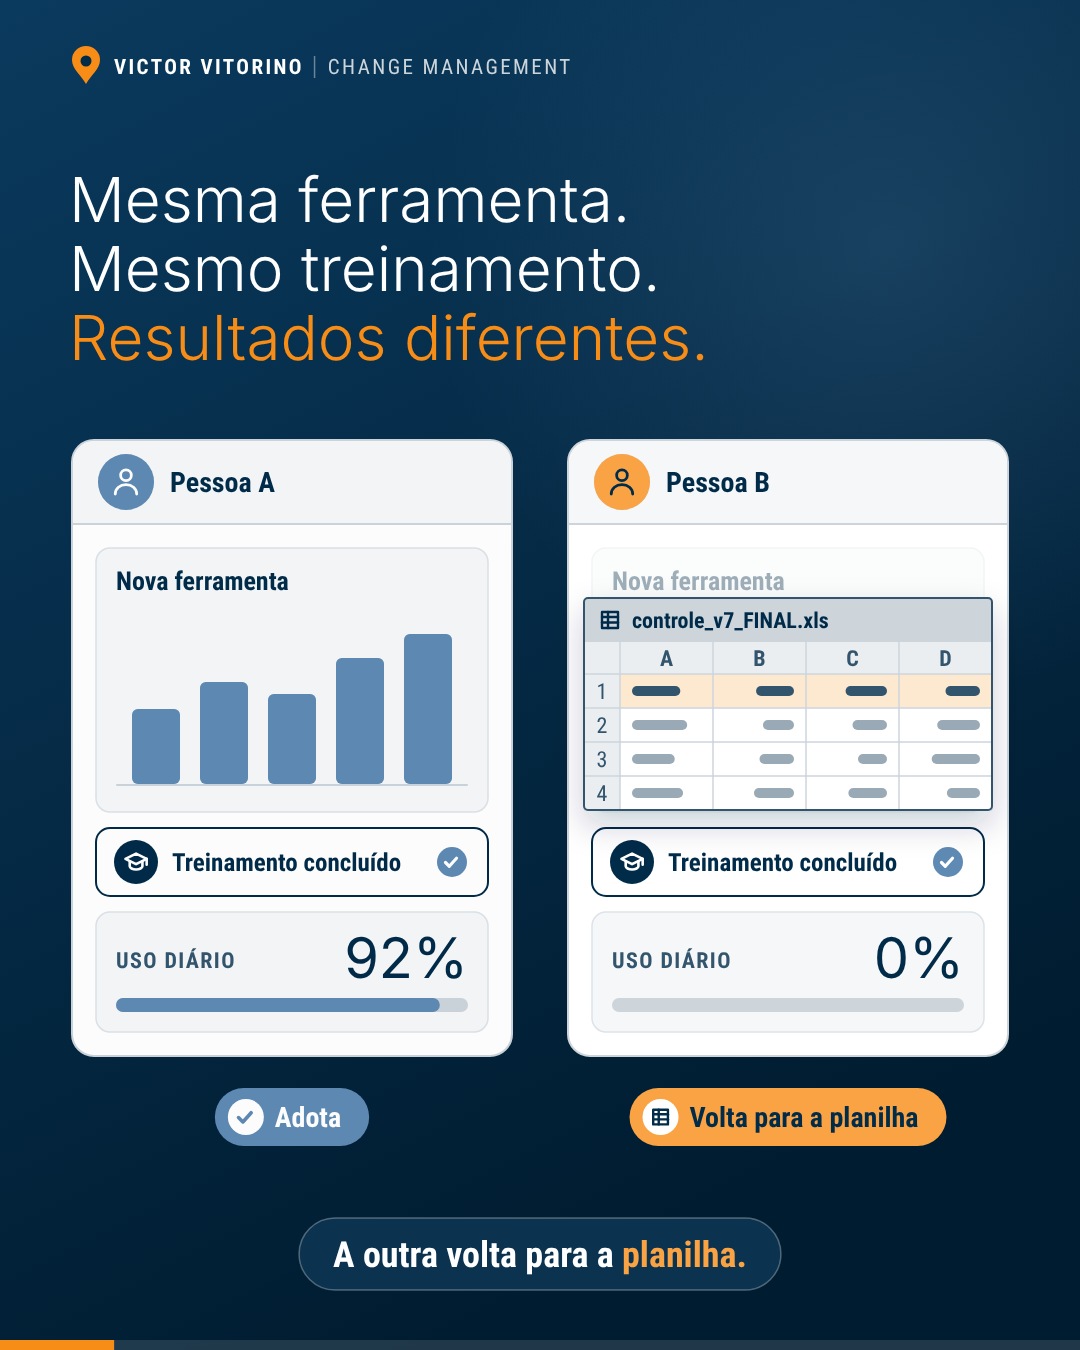 VICTOR VITORINO | CHANGE MANAGEMENT
Mesma ferramenta.
Mesmo treinamento.
Resultados diferentes.
Pessoa A
Nova ferramenta
Treinamento concluído
USO DIÁRIO 92%
Adota
Pessoa B
Nova ferramenta
controle_v7_FINAL.xls
A B C D
1
2
3
4
Treinamento concluído
USO DIÁRIO 0%
Volta para a planilha
A outra volta para a planilha.